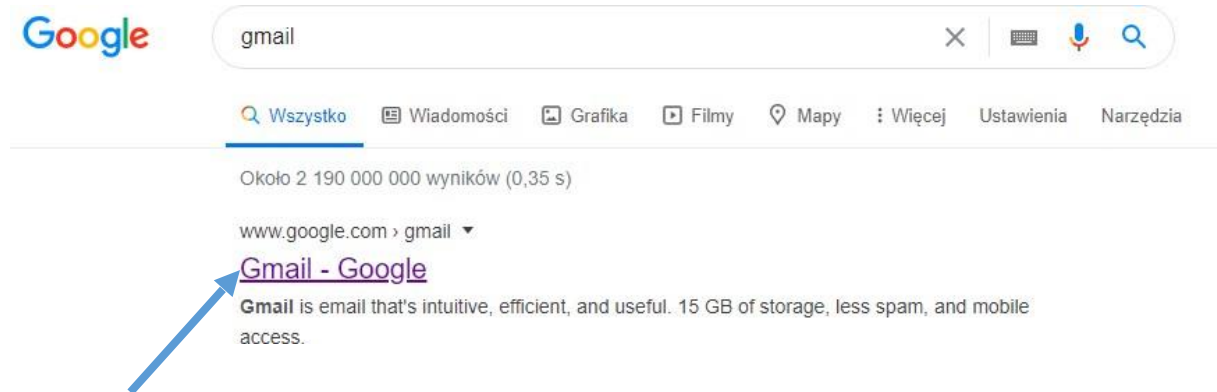 Google
gmail
Wszystko Wiadomości Grafika Filmy Mapy Więcej Ustawienia Narzędzia
Około 2 190 000 000 wyników (0,35 s)
www.google.com › gmail
Gmail - Google
Gmail is email that's intuitive, efficient, and useful. 15 GB of storage, less spam, and mobile
access.